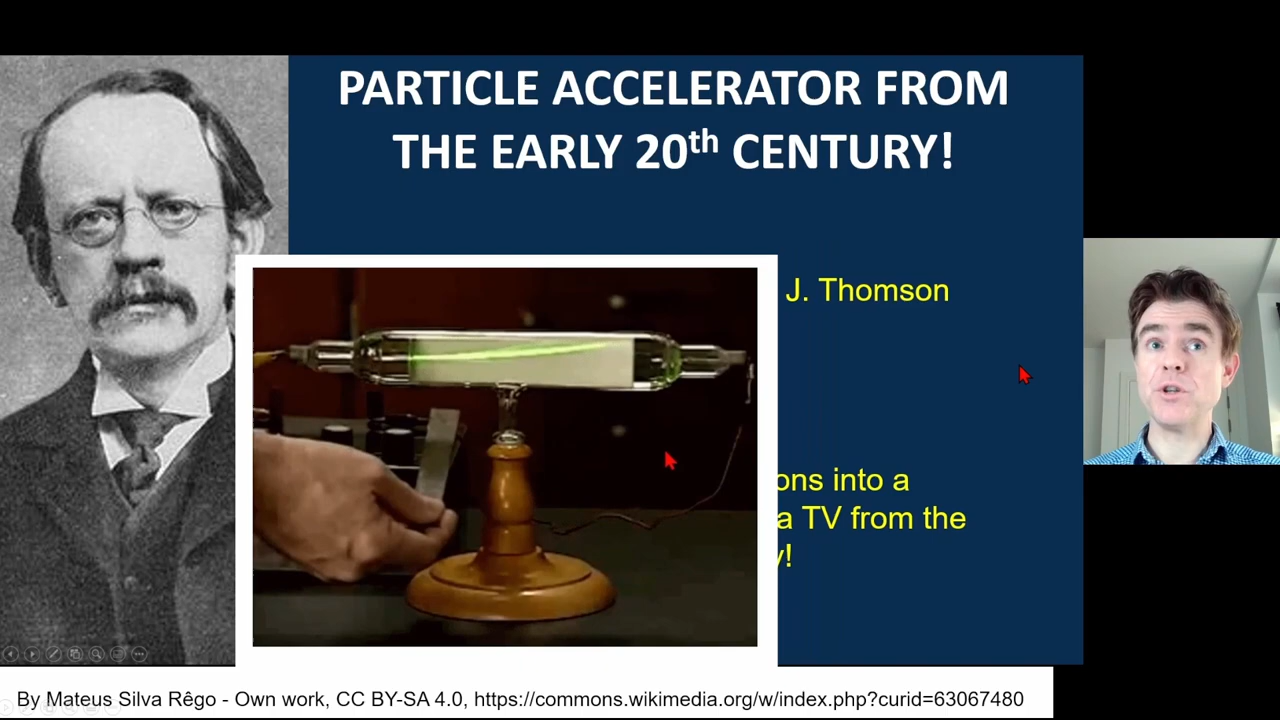 PARTICLE ACCELERATOR FROM
THE EARLY 20th CENTURY!
J. Thomson
ons into a
a TV from the
y!
By Mateus Silva Rêgo - Own work, CC BY-SA 4.0, https://commons.wikimedia.org/w/index.php?curid=63067480